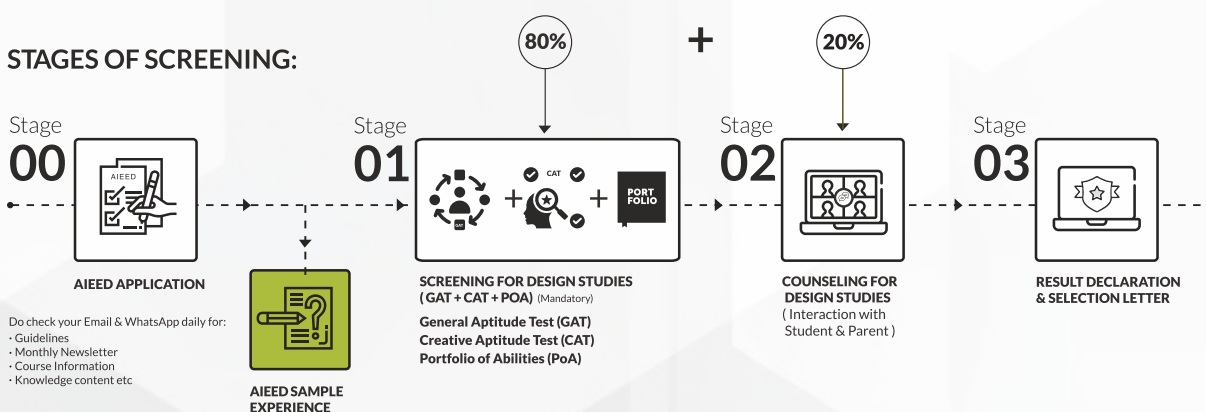 STAGES OF SCREENING:
80%
+
20%
Stage
00
AIEED
AIEED APPLICATION
Do check your Email & WhatsApp daily for:
· Guidelines
· Monthly Newsletter
· Course Information
· Knowledge content etc
AIEED SAMPLE
EXPERIENCE
Stage
01
GAT
+
CAT
+
PORT
FOLIO
SCREENING FOR DESIGN STUDIES
( GAT + CAT + POA) (Mandatory)
General Aptitude Test (GAT)
Creative Aptitude Test (CAT)
Portfolio of Abilities (PoA)
Stage
02
COUNSELING FOR
DESIGN STUDIES
( Interaction with
Student & Parent )
Stage
03
RESULT DECLARATION
& SELECTION LETTER